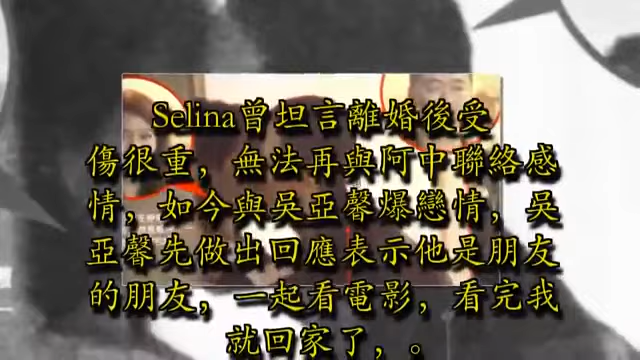 Selina曾坦言離婚後受
傷很重，無法再與阿中聯絡感
情，如今與吳亞馨爆戀情，吳
亞馨先做出回應表示他是朋友
的朋友，一起看電影，看完我
就回家了，。